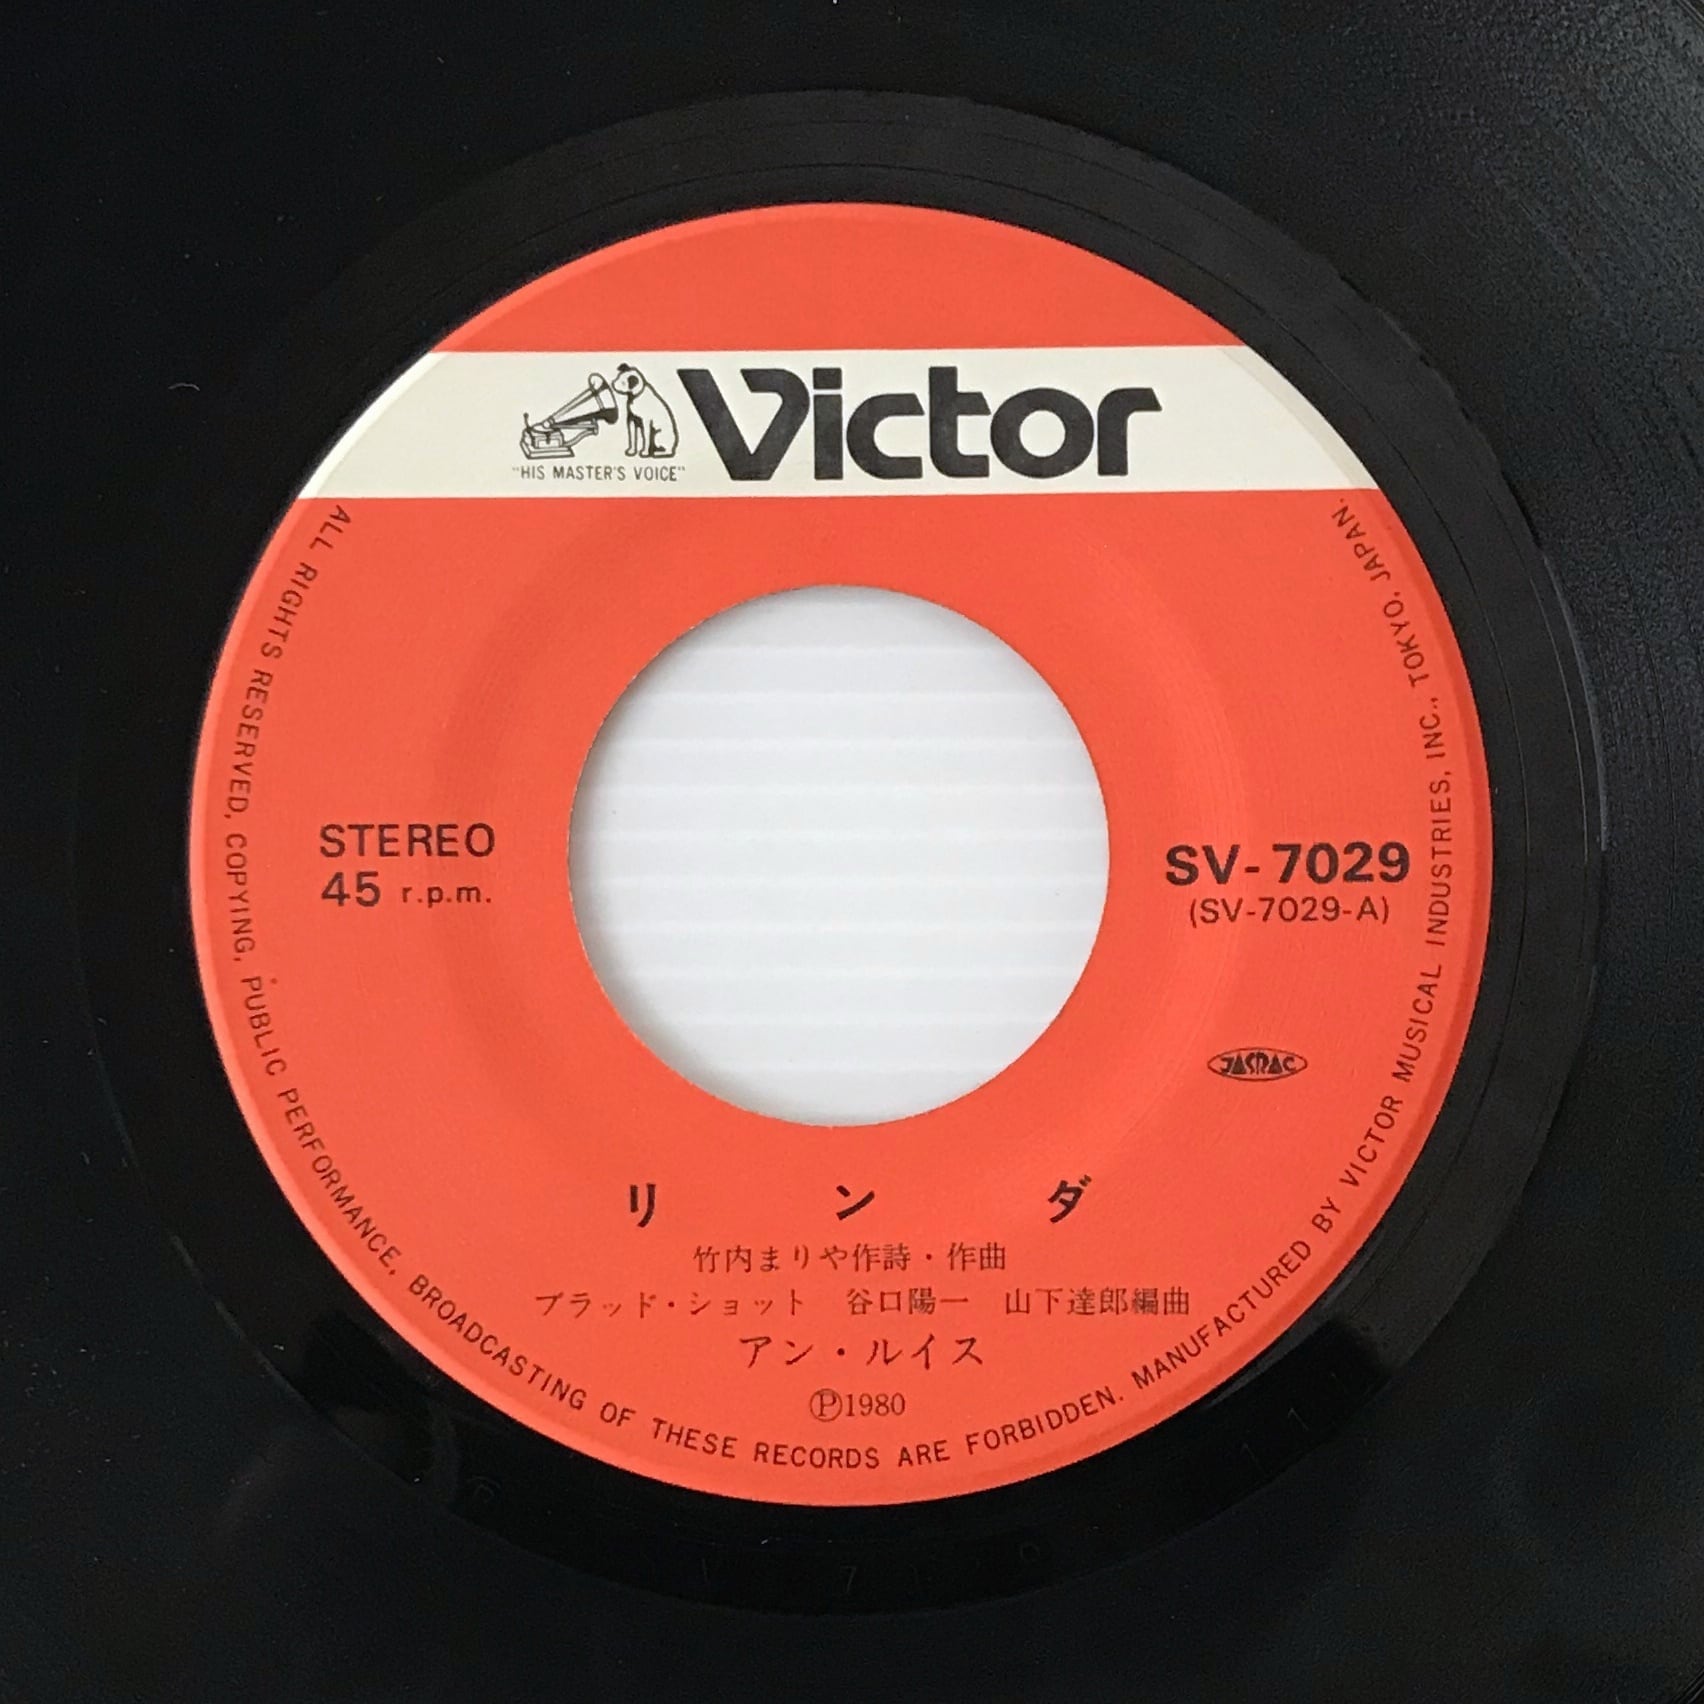 Victor
"HIS MASTER'S VOICE"
ALL RIGHTS RESERVED, COPYING, PUBLIC PERFORMANCE, BROADCASTING OF THESE RECORDS ARE FORBIDDEN. MANUFACTURED BY VICTOR MUSICAL INDUSTRIES, INC., TOKYO, JAPAN.
STEREO
45 r.p.m.
SV-7029
(SV-7029-A)
JASRAC
リンダ
竹内まりや作詩・作曲
ブラッド・ショット 谷口陽一 山下達郎編曲
アン・ルイス
Ⓟ1980